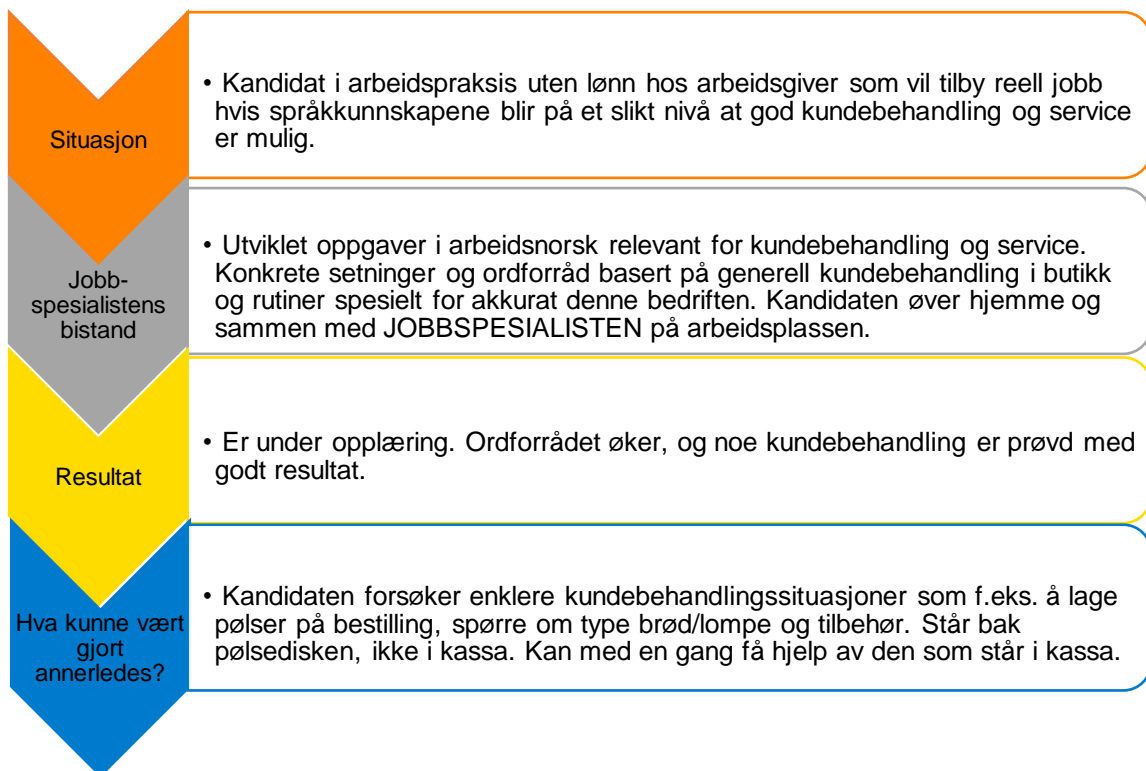 Situasjon
• Kandidat i arbeidspraksis uten lønn hos arbeidsgiver som vil tilby reell jobb
hvis språkkunnskapene blir på et slikt nivå at god kundebehandling og service
er mulig.
Jobb-
spesialistens
bistand
• Utviklet oppgaver i arbeidsnorsk relevant for kundebehandling og service.
Konkrete setninger og ordforråd basert på generell kundebehandling i butikk
og rutiner spesielt for akkurat denne bedriften. Kandidaten øver hjemme og
sammen med JOBBSPESIALISTEN på arbeidsplassen.
Resultat
• Er under opplæring. Ordforrådet øker, og noe kundebehandling er prøvd med
godt resultat.
Hva kunne vært
gjort
annerledes?
• Kandidaten forsøker enklere kundebehandlingssituasjoner som f.eks. å lage
pølser på bestilling, spørre om type brød/lompe og tilbehør. Står bak
pølsedisken, ikke i kassa. Kan med en gang få hjelp av den som står i kassa.